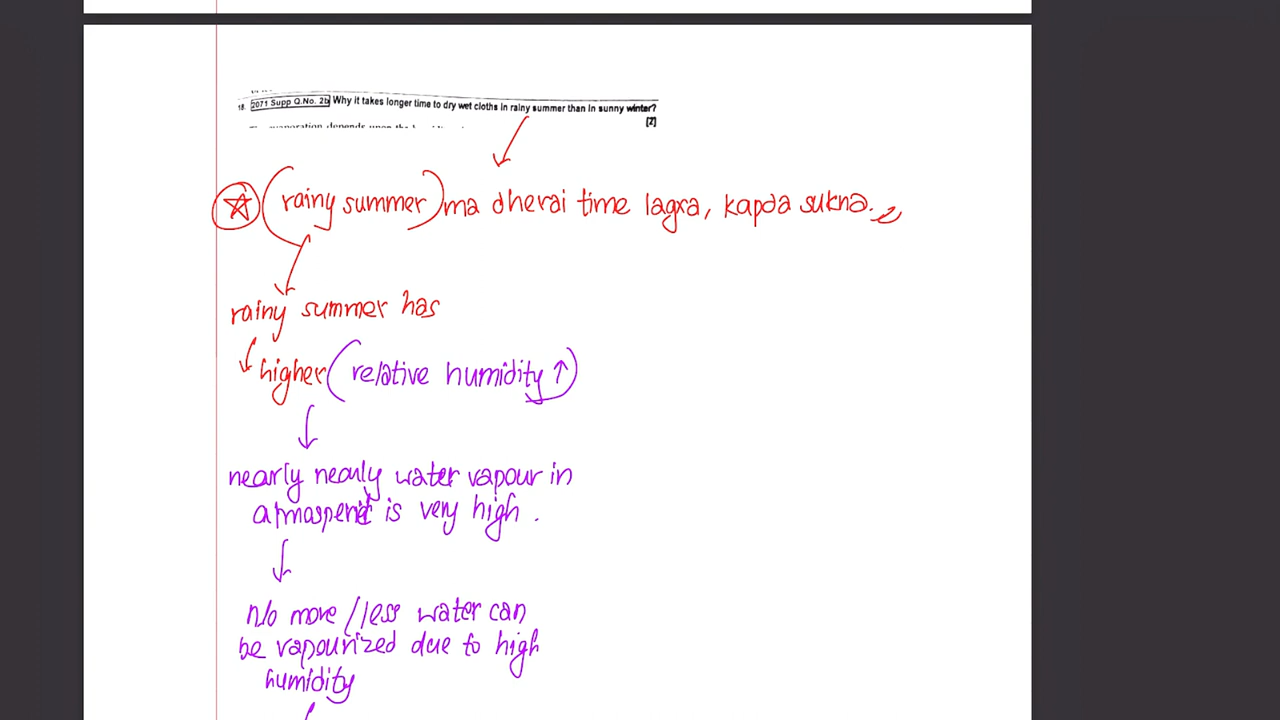 18. 2071 Supp Q.No. 2b Why it takes longer time to dry wet cloths in rainy summer than in sunny winter?
[2]
(rainy summer) ma dherai time lagxa, kapda sukna.
rainy summer has
higher (relative humidity ↑)
nearly nearly water vapour in
is very high.
No more / less water can
be vapourized due to high
humidity